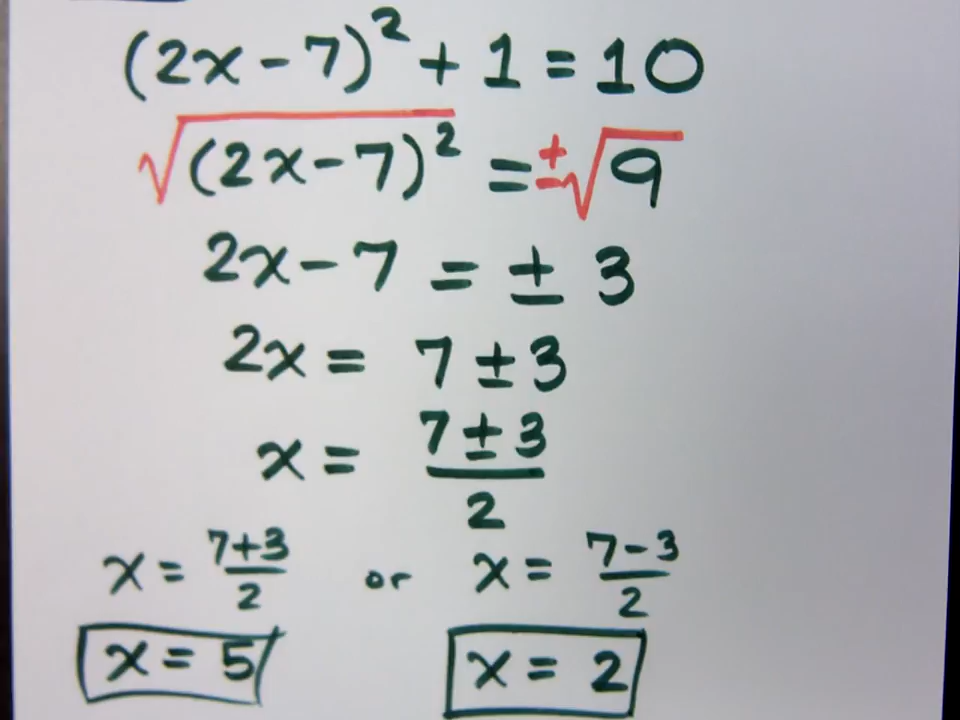 (2x - 7)² + 1 = 10
√(2x - 7)² = ±√9
2x - 7 = ± 3
2x = 7 ± 3
x = (7 ± 3)/2
x = (7+3)/2 or x = (7-3)/2
x = 5 x = 2